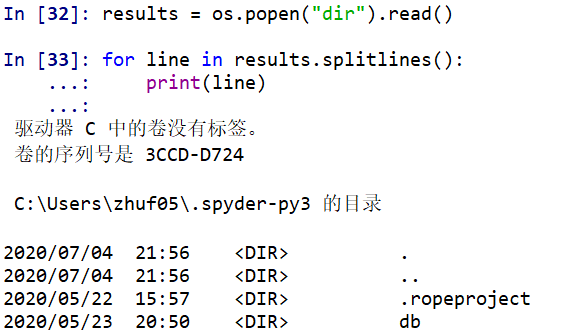 In [32]: results = os.popen("dir").read()
In [33]: for line in results.splitlines():
...:     print(line)
...:
驱动器 C 中的卷没有标签。
卷的序列号是 3CCD-D724
C:\Users\zhuf05\.spyder-py3 的目录
2020/07/04  21:56    <DIR>          .
2020/07/04  21:56    <DIR>          ..
2020/05/22  15:57    <DIR>          .ropeproject
2020/05/23  20:50    <DIR>          db